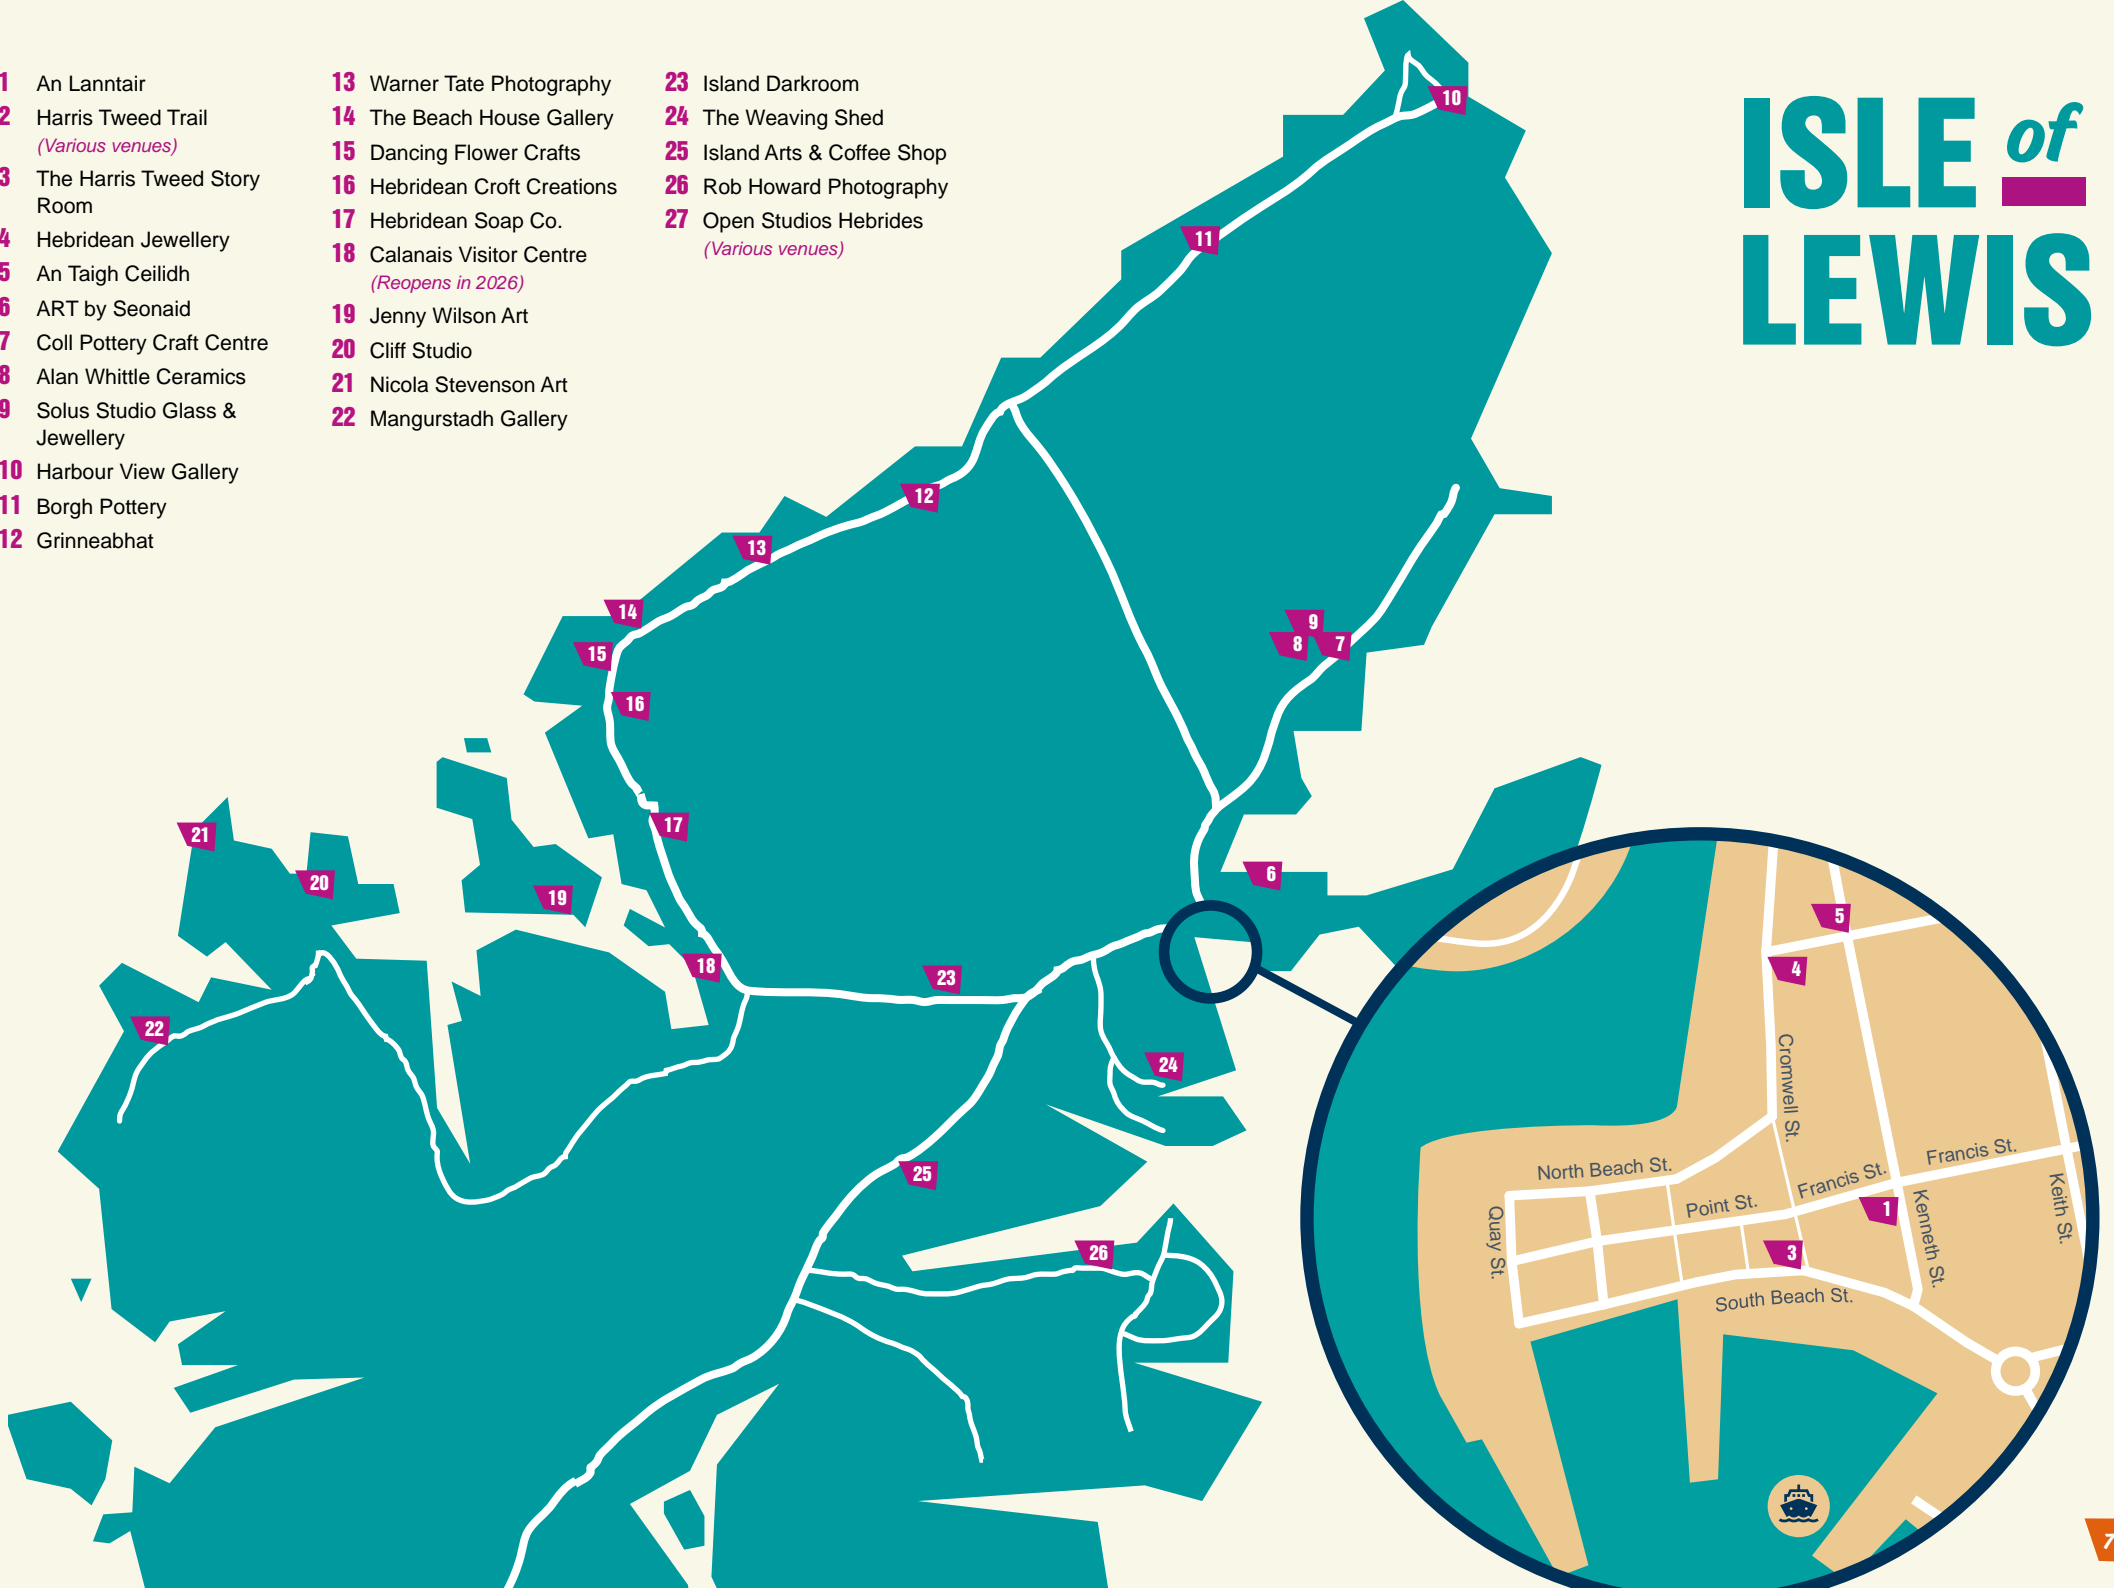 1 An Lanntair
2 Harris Tweed Trail
(Various venues)
3 The Harris Tweed Story
Room
4 Hebridean Jewellery
5 An Taigh Ceilidh
6 ART by Seonaid
7 Coll Pottery Craft Centre
8 Alan Whittle Ceramics
9 Solus Studio Glass &
Jewellery
10 Harbour View Gallery
11 Borgh Pottery
12 Grinneabhat
13 Warner Tate Photography
14 The Beach House Gallery
15 Dancing Flower Crafts
16 Hebridean Croft Creations
17 Hebridean Soap Co.
18 Calanais Visitor Centre
(Reopens in 2026)
19 Jenny Wilson Art
20 Cliff Studio
21 Nicola Stevenson Art
22 Mangurstadh Gallery
23 Island Darkroom
24 The Weaving Shed
25 Island Arts & Coffee Shop
26 Rob Howard Photography
27 Open Studios Hebrides
(Various venues)
ISLE of
LEWIS
10
11
12
13
14
15
16
9
8
7
17
21
20
19
6
18
23
22
24
25
26
5
4
Cromwell St.
North Beach St.
Francis St.
Francis St.
Point St.
1
Keith St.
Kenneth St.
Quay St.
3
South Beach St.
7